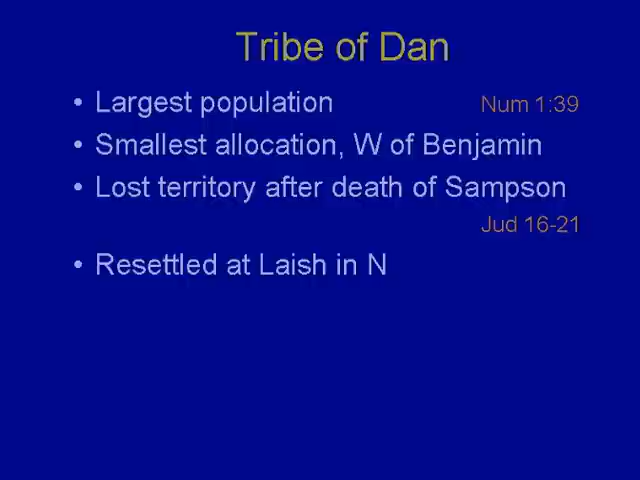 Tribe of Dan
• Largest population Num 1:39
• Smallest allocation, W of Benjamin
• Lost territory after death of Sampson
Jud 16-21
• Resettled at Laish in N